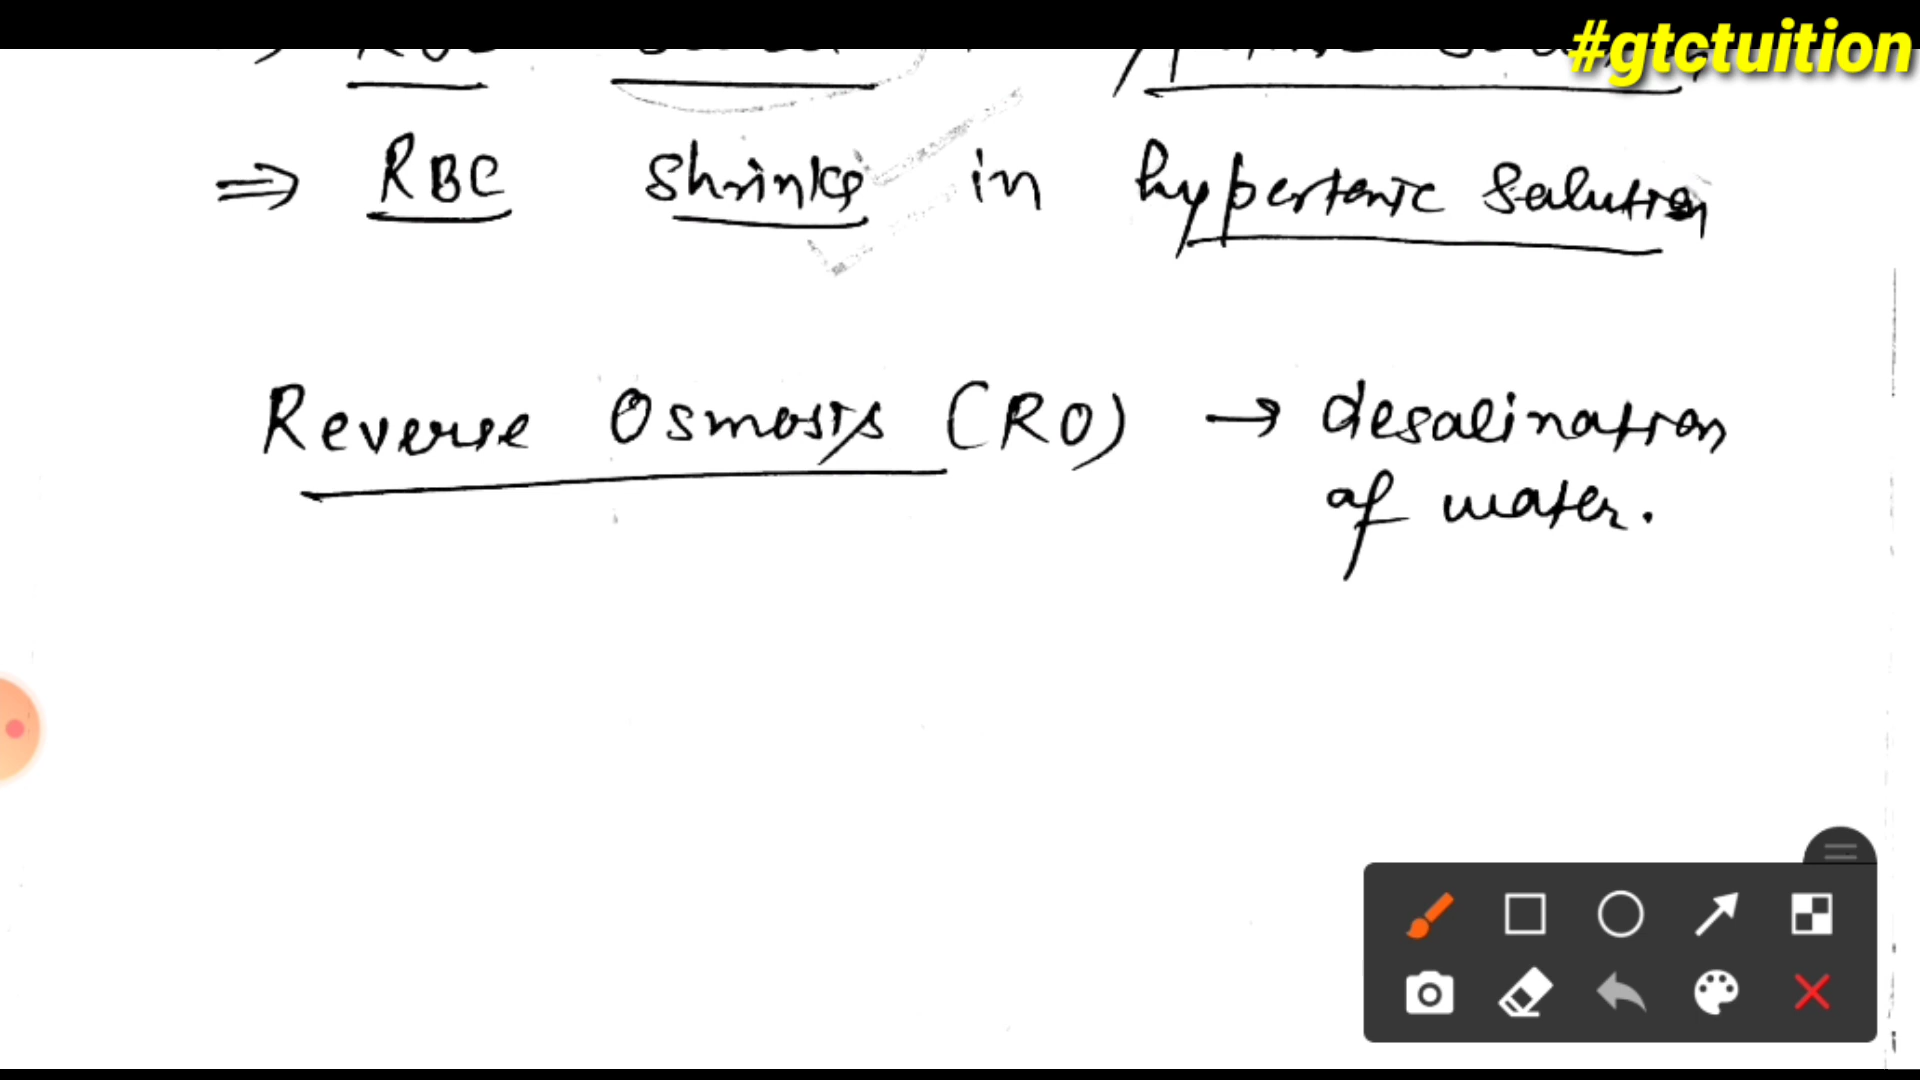 #gtctuition
⇒ RBC shrinks in hypertonic solution
Reverse Osmosis (RO) → desalination
of water.